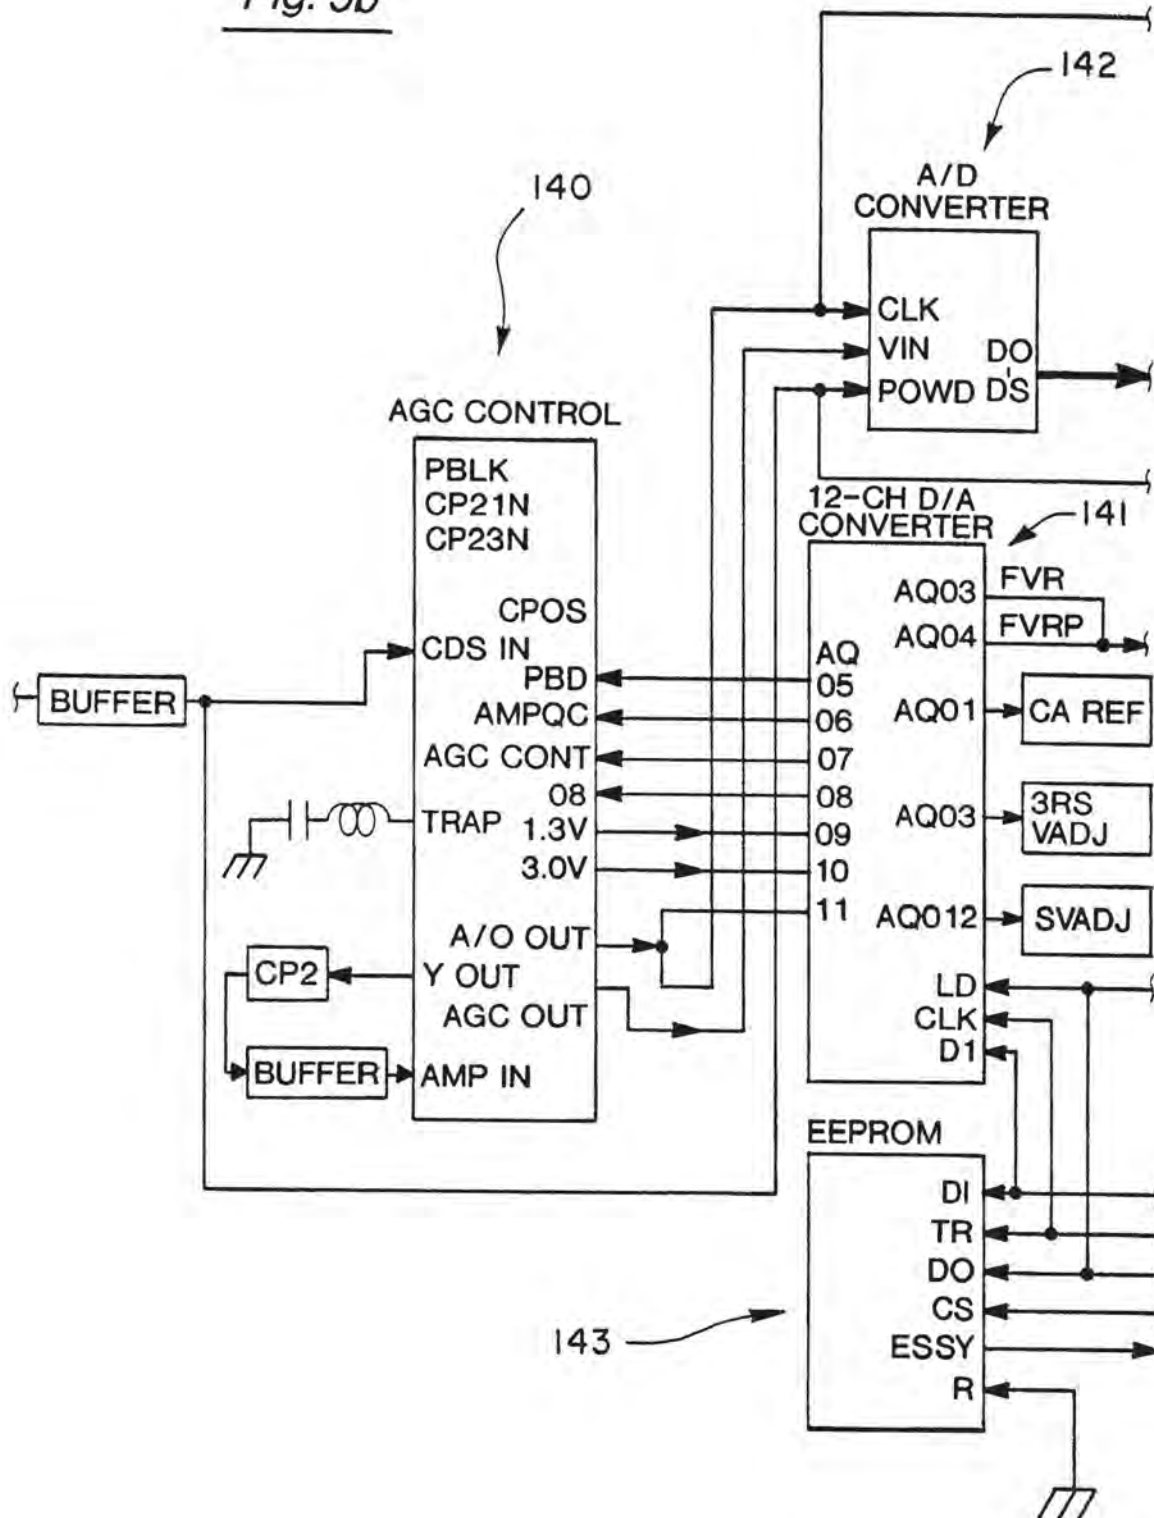 Fig. 5b
142
A/D
CONVERTER
140
CLK
VIN
DO
POWD
D'S
AGC CONTROL
PBLK
CP21N
CP23N
CPOS
CDS IN
PBD
AMPQC
AGC CONT
08
TRAP
1.3V
3.0V
A/O OUT
Y OUT
AGC OUT
AMP IN
BUFFER
CP2
BUFFER
12-CH D/A
CONVERTER
141
AQ03
FVR
AQ04
FVRP
AQ
05
06
07
08
09
10
11
AQ01
CA REF
AQ03
3RS
VADJ
AQ012
SVADJ
LD
CLK
D1
EEPROM
DI
TR
DO
CS
ESSY
R
143